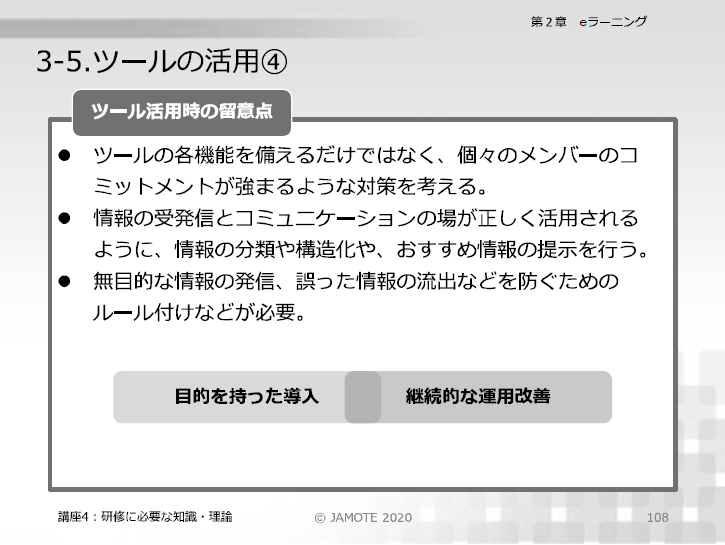 第2章　eラーニング
3-5.ツールの活用④
ツール活用時の留意点
● ツールの各機能を備えるだけではなく、個々のメンバーのコ
ミットメントが強まるような対策を考える。
● 情報の受発信とコミュニケーションの場が正しく活用される
ように、情報の分類や構造化や、おすすめ情報の提示を行う。
● 無目的な情報の発信、誤った情報の流出などを防ぐための
ルール付けなどが必要。
目的を持った導入
継続的な運用改善
講座4：研修に必要な知識・理論
© JAMOTE 2020
108